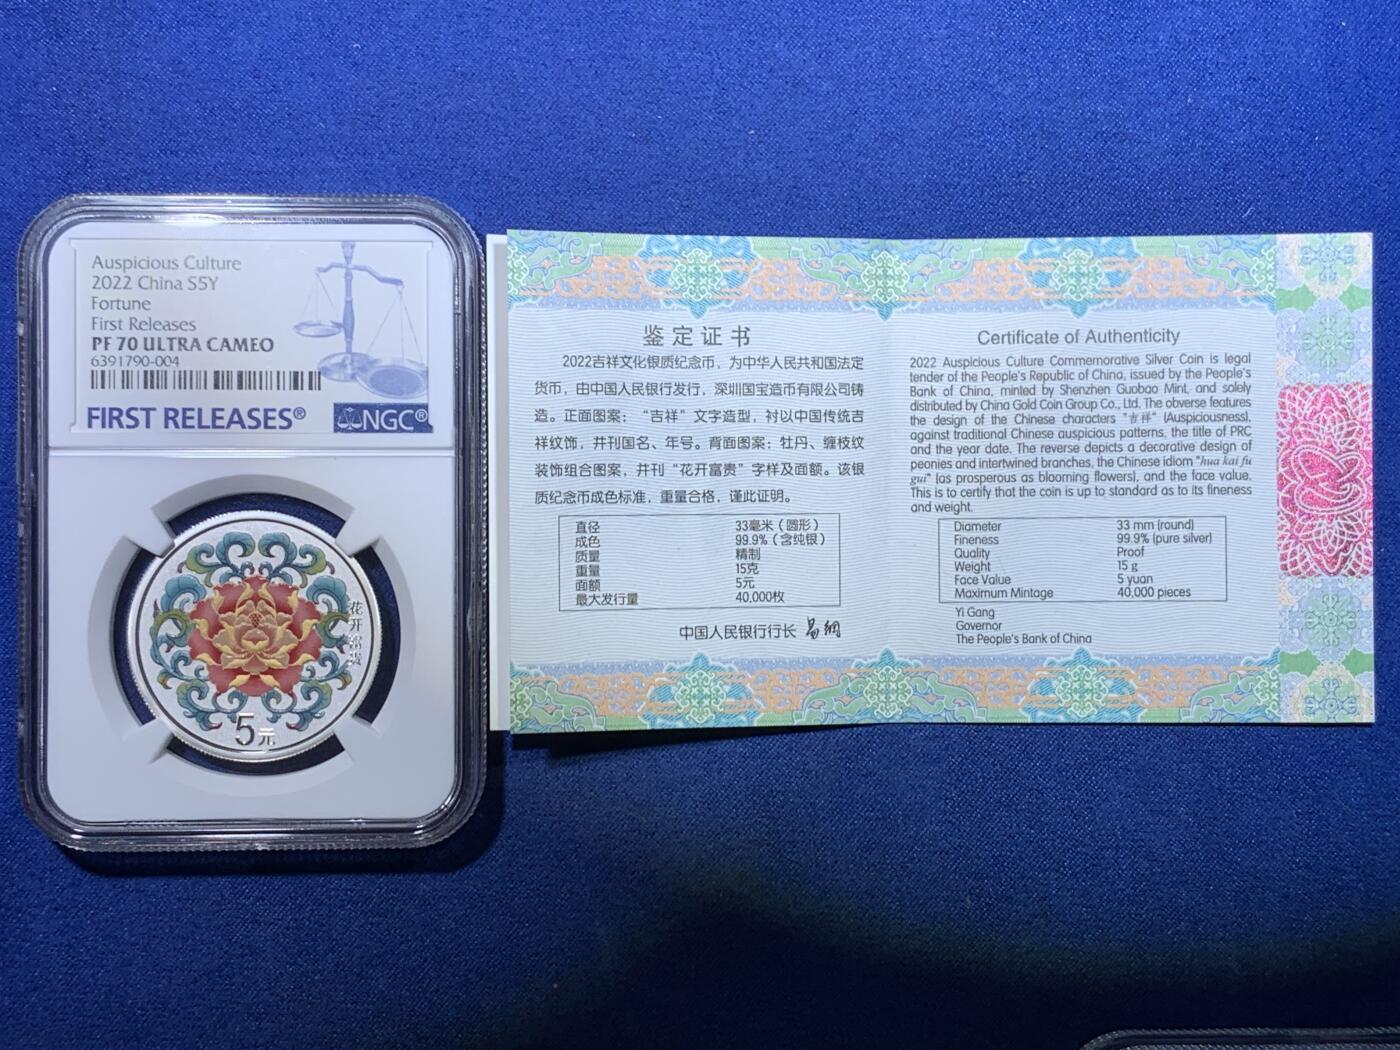 Auspicious Culture
2022 China S5Y
Fortune
First Releases
PF 70 ULTRA CAMEO
6391790-004
FIRST RELEASES®
NGC®
花开富贵
5元
鉴定证书
2022吉祥文化银质纪念币，为中华人民共和国法定
货币，由中国人民银行发行，深圳国宝造币有限公司铸
造。正面图案：“吉祥”文字造型，衬以中国传统吉
祥纹饰，并刊国名、年号。背面图案：牡丹、缠枝纹
装饰组合图案，并刊“花开富贵”字样及面额。该银
质纪念币成色标准，重量合格，谨此证明。
直径 33毫米（圆形）
成色 99.9%（含纯银）
质量 精制
重量 15克
面额 5元
最大发行量 40,000枚
中国人民银行行长 易纲
Certificate of Authenticity
2022 Auspicious Culture Commemorative Silver Coin is legal
tender of the People's Republic of China, issued by the People's
Bank of China, minted by Shenzhen Guobao Mint, and solely
distributed by China Gold Coin Group Co., Ltd. The obverse features
the design of the Chinese characters "吉祥" (Auspiciousness),
against traditional Chinese auspicious patterns, the title of PRC
and the year date. The reverse depicts a decorative design of
peonies and intertwined branches, the Chinese idiom "hua kai fu
gui" (as prosperous as blooming flowers), and the face value.
This is to certify that the coin is up to standard as to its fineness
and weight.
Diameter 33 mm (round)
Fineness 99.9% (pure silver)
Quality Proof
Weight 15 g
Face Value 5 yuan
Maximum Mintage 40,000 pieces
Yi Gang
Governor
The People's Bank of China